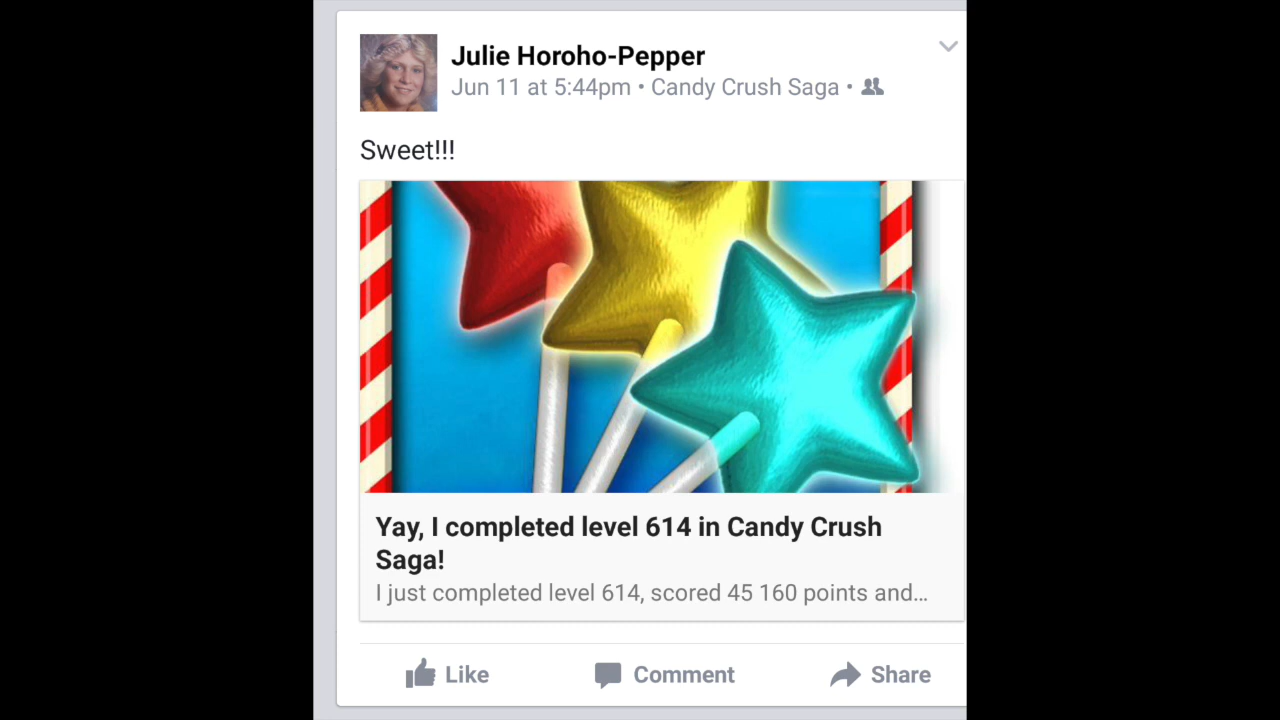 Julie Horoho-Pepper
Jun 11 at 5:44pm • Candy Crush Saga •
Sweet!!!
Yay, I completed level 614 in Candy Crush
Saga!
I just completed level 614, scored 45 160 points and...
Like Comment Share